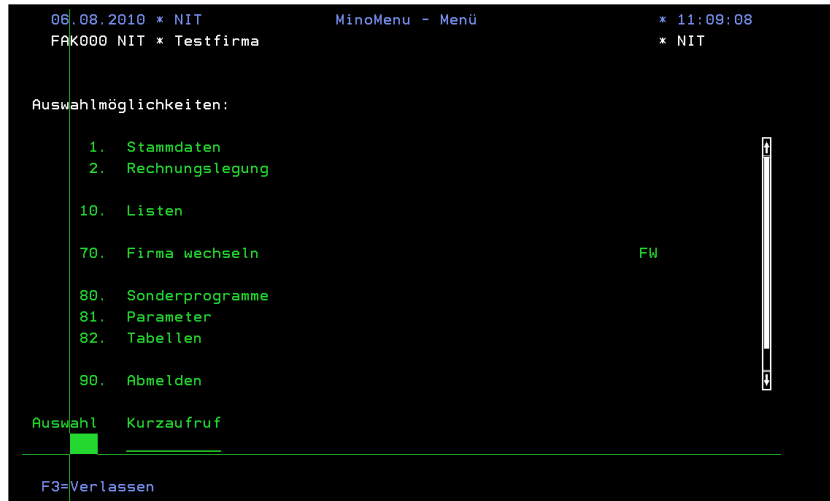 06.08.2010 * NIT MinoMenu - Menü * 11:09:08
FAK000 NIT * Testfirma * NIT
Auswahlmöglichkeiten:
1. Stammdaten
2. Rechnungslegung
10. Listen
70. Firma wechseln FW
80. Sonderprogramme
81. Parameter
82. Tabellen
90. Abmelden
Auswahl Kurzaufruf
F3=Verlassen